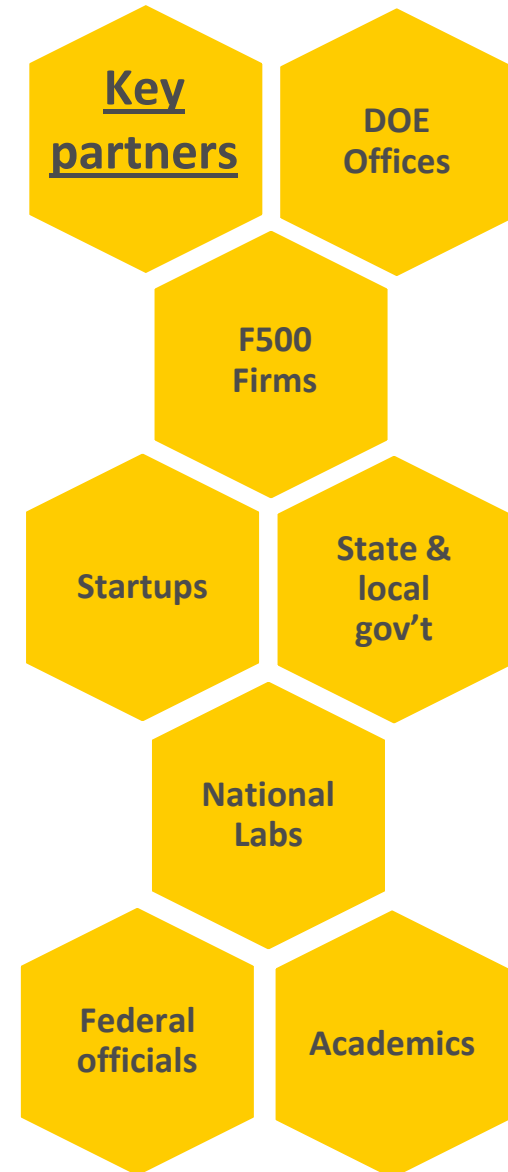 Key
partners
DOE
Offices
F500
Firms
Startups
State &
local
gov’t
National
Labs
Federal
officials
Academics